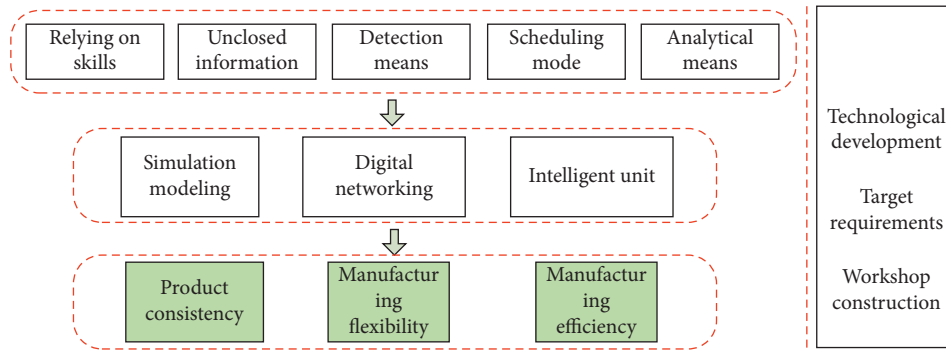 Relying on
skills
Unclosed
information
Detection
means
Scheduling
mode
Analytical
means
Simulation
modeling
Digital
networking
Intelligent unit
Product
consistency
Manufactur
ing
flexibility
Manufactur
ing
efficiency
Technological
development
Target
requirements
Workshop
construction